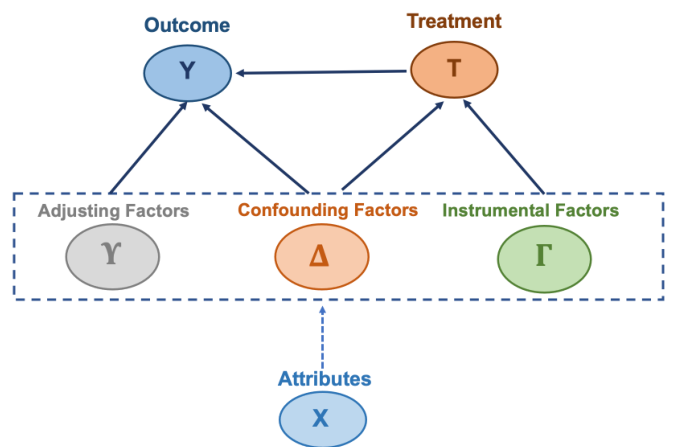 Outcome
Treatment
Y
T
Adjusting Factors
Confounding Factors
Instrumental Factors
ϒ
Δ
Γ
Attributes
X